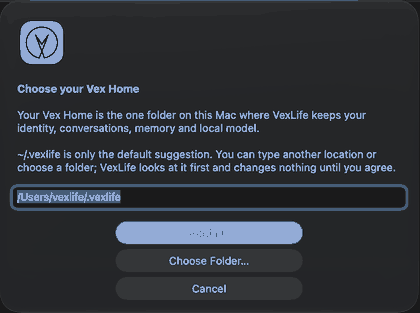 Choose your Vex Home
Your Vex Home is the one folder on this Mac where VexLife keeps your
identity, conversations, memory and local model.
~/.vexlife is only the default suggestion. You can type another location or
choose a folder; VexLife looks at it first and changes nothing until you agree.
/Users/vexlife/.vexlife
Choose Folder...
Cancel